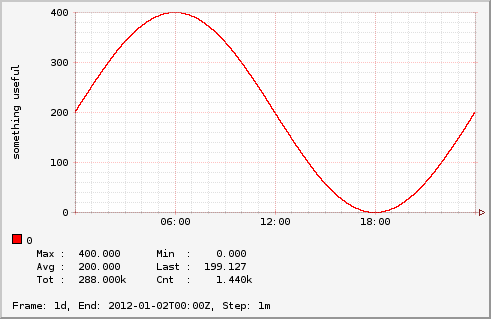 400
300
something useful
200
100
0
06:00 12:00 18:00
0
Max : 400.000 Min : 0.000
Avg : 200.000 Last : 199.127
Tot : 288.000k Cnt : 1.440k
Frame: 1d, End: 2012-01-02T00:00Z, Step: 1m